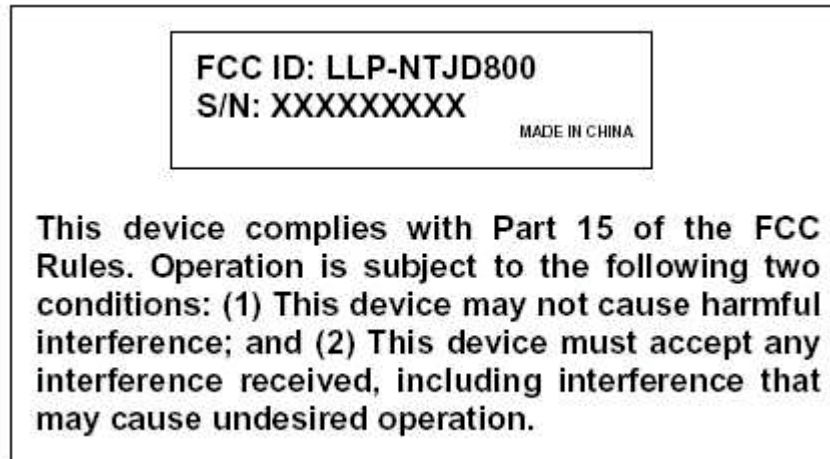 FCC ID: LLP-NTJD800
S/N: XXXXXXXXX
MADE IN CHINA
This device complies with Part 15 of the FCC
Rules. Operation is subject to the following two
conditions: (1) This device may not cause harmful
interference; and (2) This device must accept any
interference received, including interference that
may cause undesired operation.